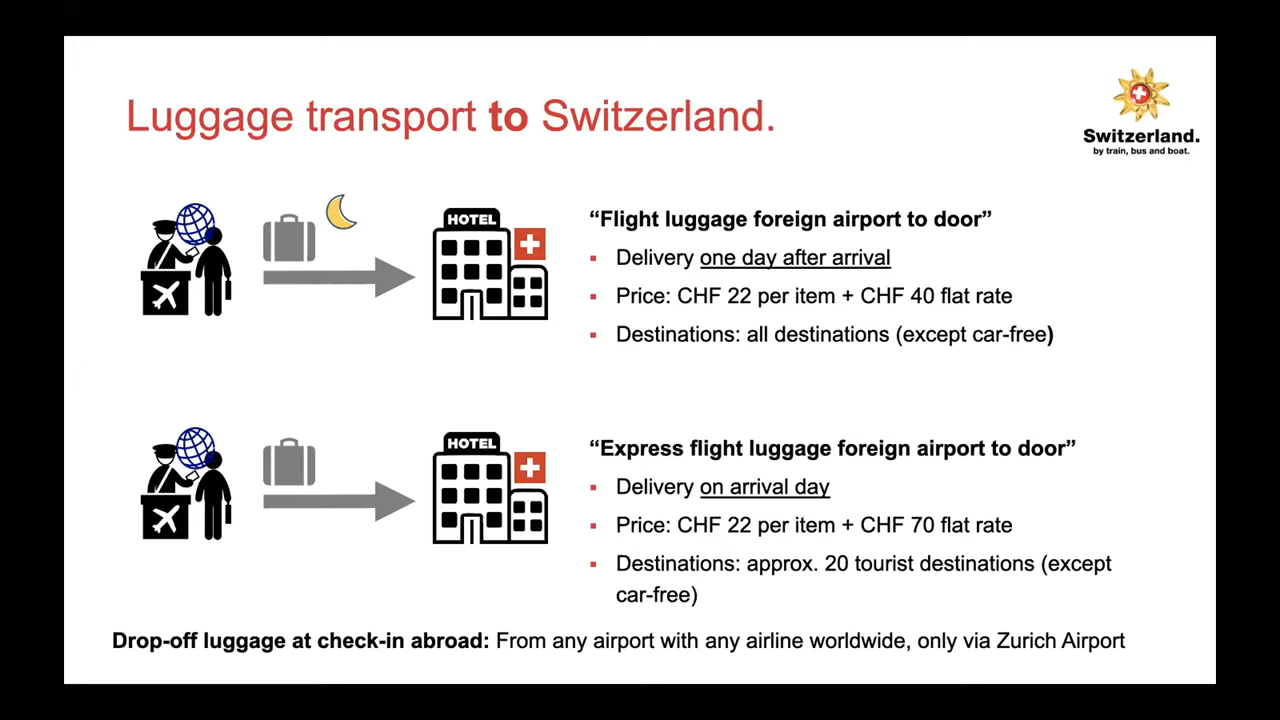 Luggage transport to Switzerland.
Switzerland.
by train, bus and boat.
HOTEL
“Flight luggage foreign airport to door”
▪ Delivery one day after arrival
▪ Price: CHF 22 per item + CHF 40 flat rate
▪ Destinations: all destinations (except car-free)
HOTEL
“Express flight luggage foreign airport to door”
▪ Delivery on arrival day
▪ Price: CHF 22 per item + CHF 70 flat rate
▪ Destinations: approx. 20 tourist destinations (except
car-free)
Drop-off luggage at check-in abroad: From any airport with any airline worldwide, only via Zurich Airport